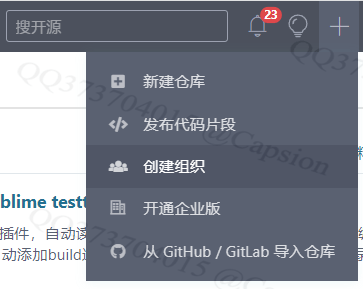 搜开源
23
新建仓库
发布代码片段
创建组织
开通企业版
从 GitHub / GitLab 导入仓库
blime test
插件，自动
动添加build
QQ373704015 @Capsion
QQ373704015 @Capsion